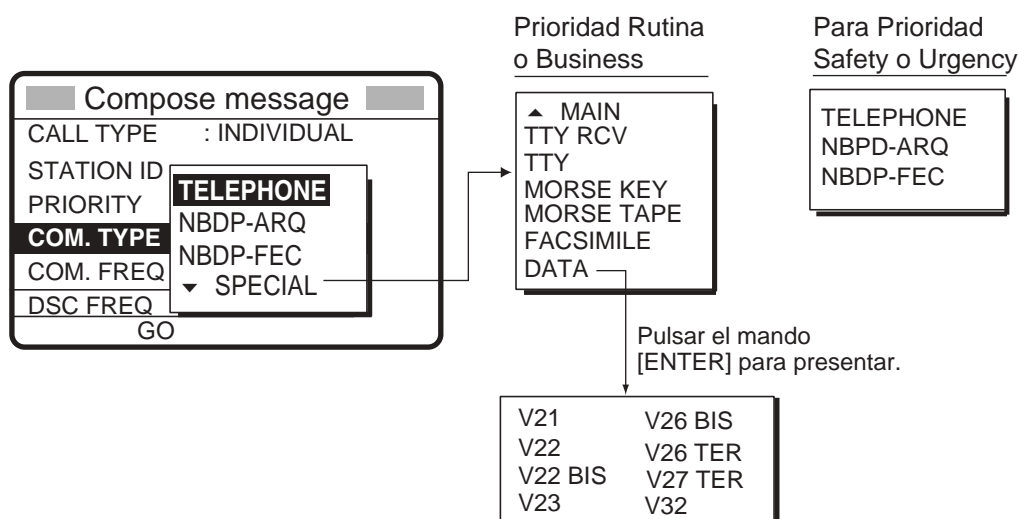 Prioridad Rutina
o Business
Para Prioridad
Safety o Urgency
Compose message
CALL TYPE : INDIVIDUAL
STATION ID
PRIORITY
COM. TYPE
COM. FREQ
DSC FREQ
GO
TELEPHONE
NBDP-ARQ
NBDP-FEC
▼ SPECIAL
▲ MAIN
TTY RCV
TTY
MORSE KEY
MORSE TAPE
FACSIMILE
DATA
TELEPHONE
NBPD-ARQ
NBDP-FEC
Pulsar el mando
[ENTER] para presentar.
V21 V26 BIS
V22 V26 TER
V22 BIS V27 TER
V23 V32